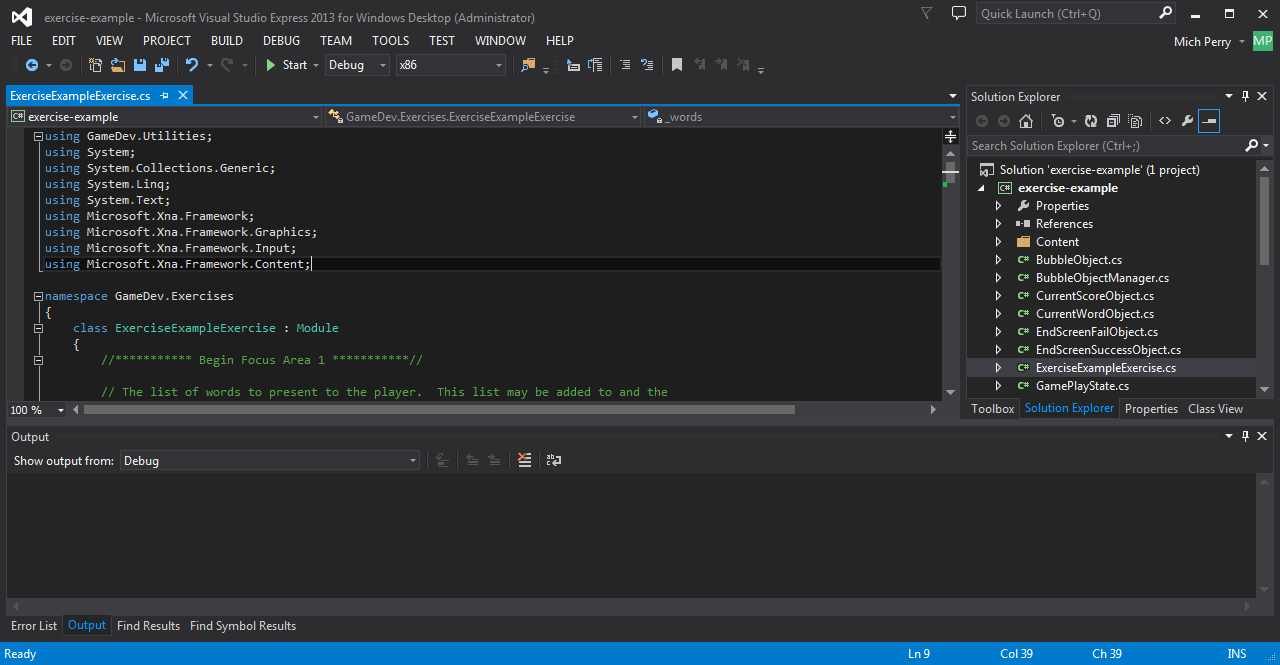 exercise-example - Microsoft Visual Studio Express 2013 for Windows Desktop (Administrator)
Quick Launch (Ctrl+Q)
FILE EDIT VIEW PROJECT BUILD DEBUG TEAM TOOLS TEST WINDOW HELP
Mich Perry MP
Start Debug x86
ExerciseExampleExercise.cs
exercise-example GameDev.Exercises.ExerciseExampleExercise _words
using GameDev.Utilities;
using System;
using System.Collections.Generic;
using System.Linq;
using System.Text;
using Microsoft.Xna.Framework;
using Microsoft.Xna.Framework.Graphics;
using Microsoft.Xna.Framework.Input;
using Microsoft.Xna.Framework.Content;
namespace GameDev.Exercises
{
class ExerciseExampleExercise : Module
{
//*********** Begin Focus Area 1 ***********//
// The list of words to present to the player.  This list may be added to and the
100 %
Solution Explorer
Search Solution Explorer (Ctrl+;)
Solution 'exercise-example' (1 project)
C# exercise-example
Properties
References
Content
C# BubbleObject.cs
C# BubbleObjectManager.cs
C# CurrentScoreObject.cs
C# CurrentWordObject.cs
C# EndScreenFailObject.cs
C# EndScreenSuccessObject.cs
C# ExerciseExampleExercise.cs
C# GamePlayState.cs
Toolbox Solution Explorer Properties Class View
Output
Show output from: Debug
Error List Output Find Results Find Symbol Results
Ready Ln 9 Col 39 Ch 39 INS